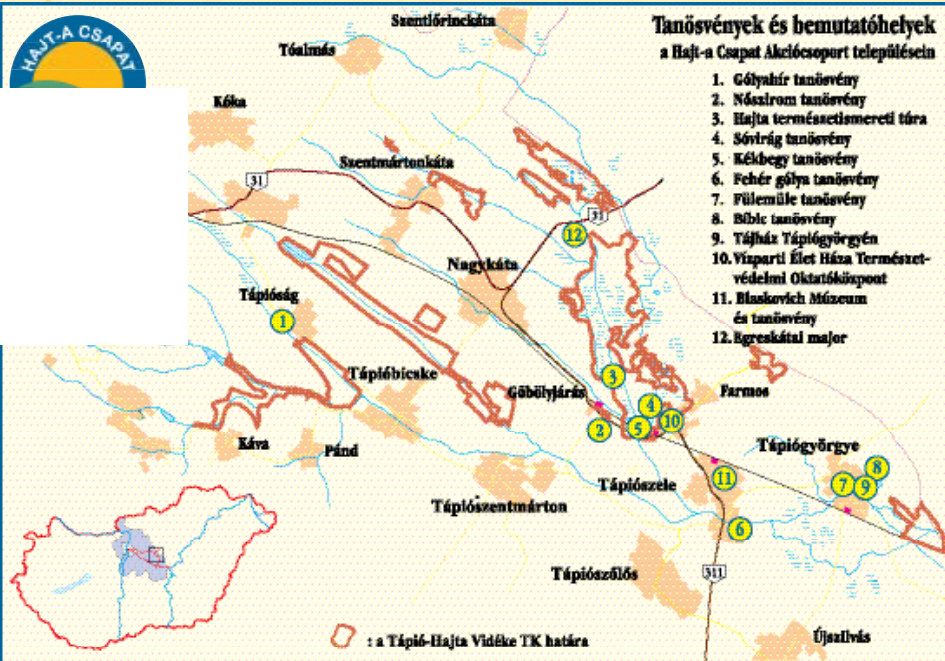 HAJT-A CSAPAT
Tanösvények és bemutatóhelyek
a Hajt-a Csapat Akciócsoport településein
1. Gólyahír tanösvény
2. Nőszirom tanösvény
3. Hajta természetismereti túra
4. Sóvirág tanösvény
5. Kékbegy tanösvény
6. Fehér gólya tanösvény
7. Fülemüle tanösvény
8. Bíbic tanösvény
9. Tájház Tápiógyörgyén
10. Vízparti Élet Háza Természet-
védelmi Oktatóközpont
11. Blaskovich Múzeum
és tanösvény
12. Egreskátai major
Szentlőrinckáta
Tóalmás
Kóka
Szentmártonkáta
31
31
12
Nagykáta
Tápióság
1
Tápióbicske
3
Göbölyjárás
4
Farmos
2
5
10
Káva
Pánd
Tápiógyörgye
8
Tápiószele
11
7
9
Tápiószentmárton
6
Tápiószőlős
311
Újszilvás
: a Tápió-Hajta Vidéke TK határa